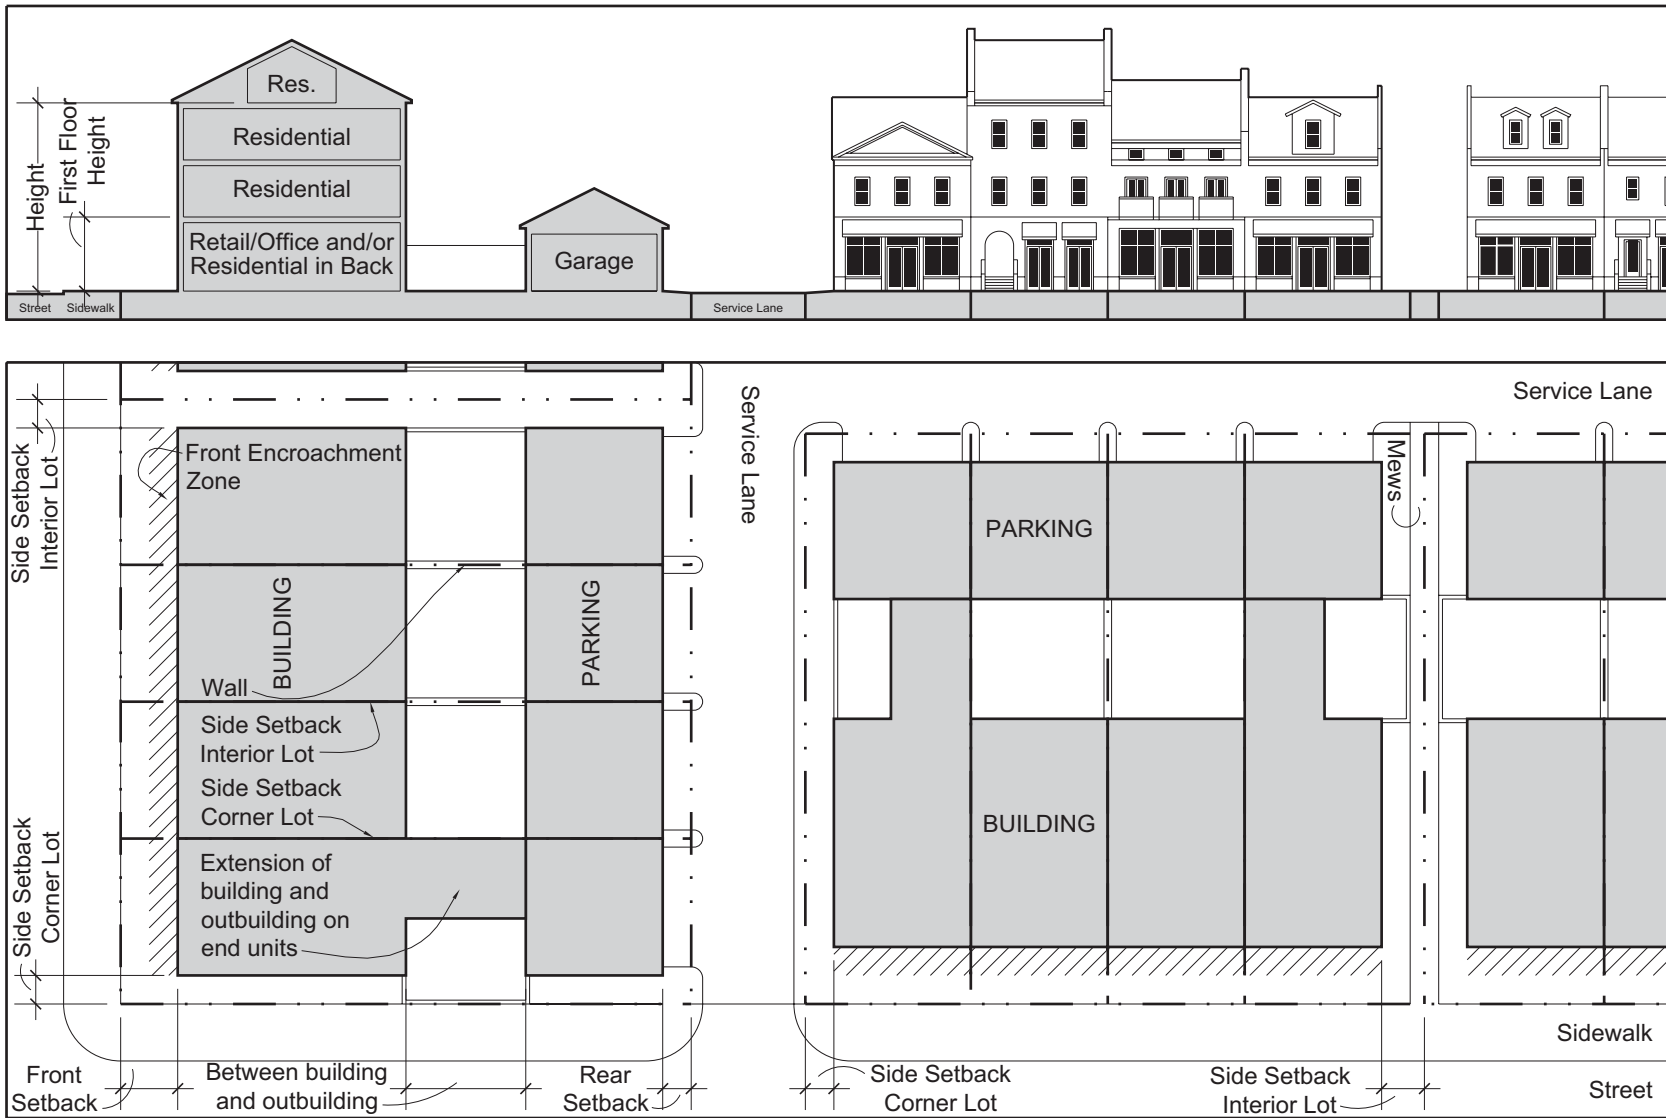 Res.
Residential
Residential
Retail/Office and/or
Residential in Back
Garage
Height
First Floor
Height
Street
Sidewalk
Service Lane
Service Lane
Service Lane
Side Setback
Interior Lot
Front Encroachment
Zone
Mews
BUILDING
PARKING
PARKING
Wall
Side Setback
Interior Lot
Side Setback
Corner Lot
BUILDING
Side Setback
Corner Lot
Extension of
building and
outbuilding on
end units
Sidewalk
Front
Setback
Between building
and outbuilding
Rear
Setback
Side Setback
Corner Lot
Side Setback
Interior Lot
Street